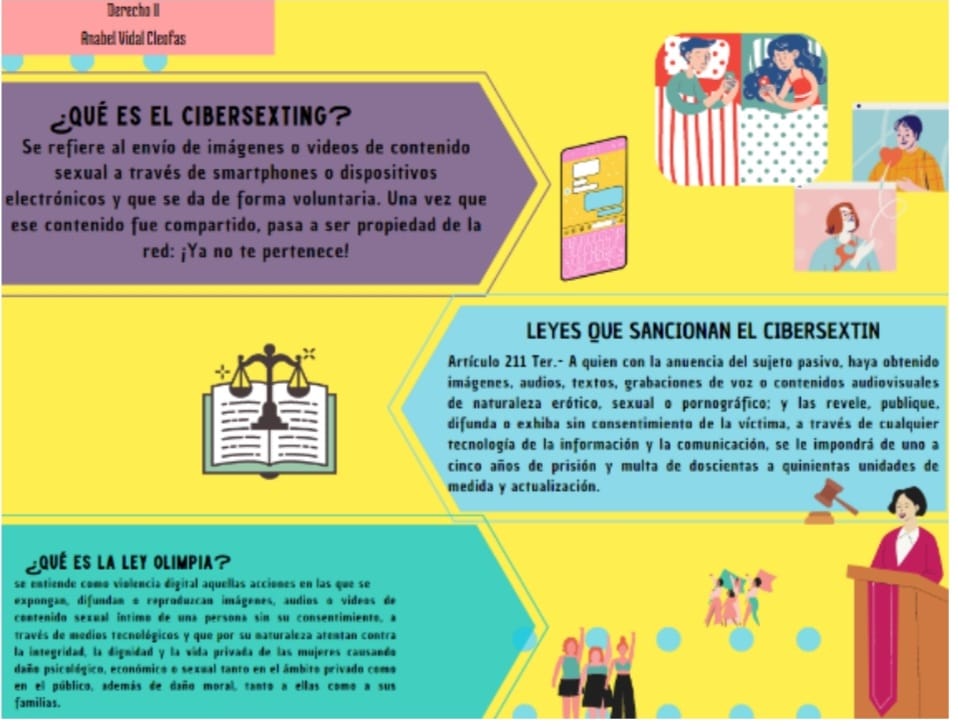 Derecho II
Anabel Vidal Cleofas
¿QUÉ ES EL CIBERSEXTING?
Se refiere al envío de imágenes o videos de contenido
sexual a través de smartphones o dispositivos
electrónicos y que se da de forma voluntaria. Una vez que
ese contenido fue compartido, pasa a ser propiedad de la
red: ¡Ya no te pertenece!
LEYES QUE SANCIONAN EL CIBERSEXTIN
Artículo 211 Ter.- A quien con la anuencia del sujeto pasivo, haya obtenido
imágenes, audios, textos, grabaciones de voz o contenidos audiovisuales
de naturaleza erótico, sexual o pornográfico; y las revele, publique,
difunda o exhiba sin consentimiento de la víctima, a través de cualquier
tecnología de la información y la comunicación, se le impondrá de uno a
cinco años de prisión y multa de doscientas a quinientas unidades de
medida y actualización.
¿QUÉ ES LA LEY OLIMPIA?
se entiende como violencia digital aquellas acciones en las que se
expongan, difundan o reproduzcan imágenes, audios o videos de
contenido sexual íntimo de una persona sin su consentimiento, a
través de medios tecnológicos y que por su naturaleza atentan contra
la integridad, la dignidad y la vida privada de las mujeres causando
daño psicológico, económico o sexual tanto en el ámbito privado como
en el público, además de daño moral, tanto a ellas como a sus
familias.